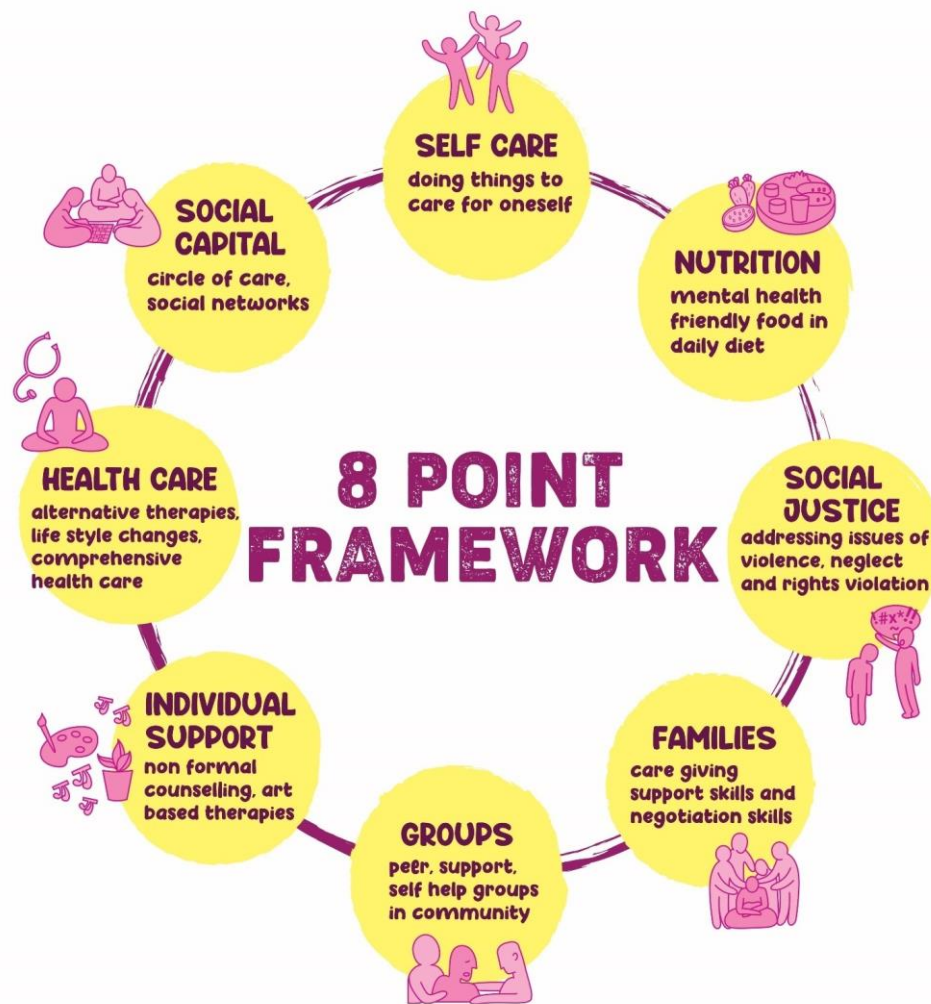 8 POINT
FRAMEWORK
SELF CARE
doing things to
care for oneself
NUTRITION
mental health
friendly foOd in
daily diet
SOCIAL
JUSTICE
addressing issues of
violence, neglect
and rights violation
!#x*!!
~
FAMILIES
care giving
support skills and
negotiation skills
GROUPS
peer, support,
self help groups
in community
INDIVIDUAL
SUPPORT
non formal
counselling, art
based therapies
HEALTH CARE
alternative therapies,
life style changes,
comprehensive
health care
SOCIAL
CAPITAL
circle of care,
social networks